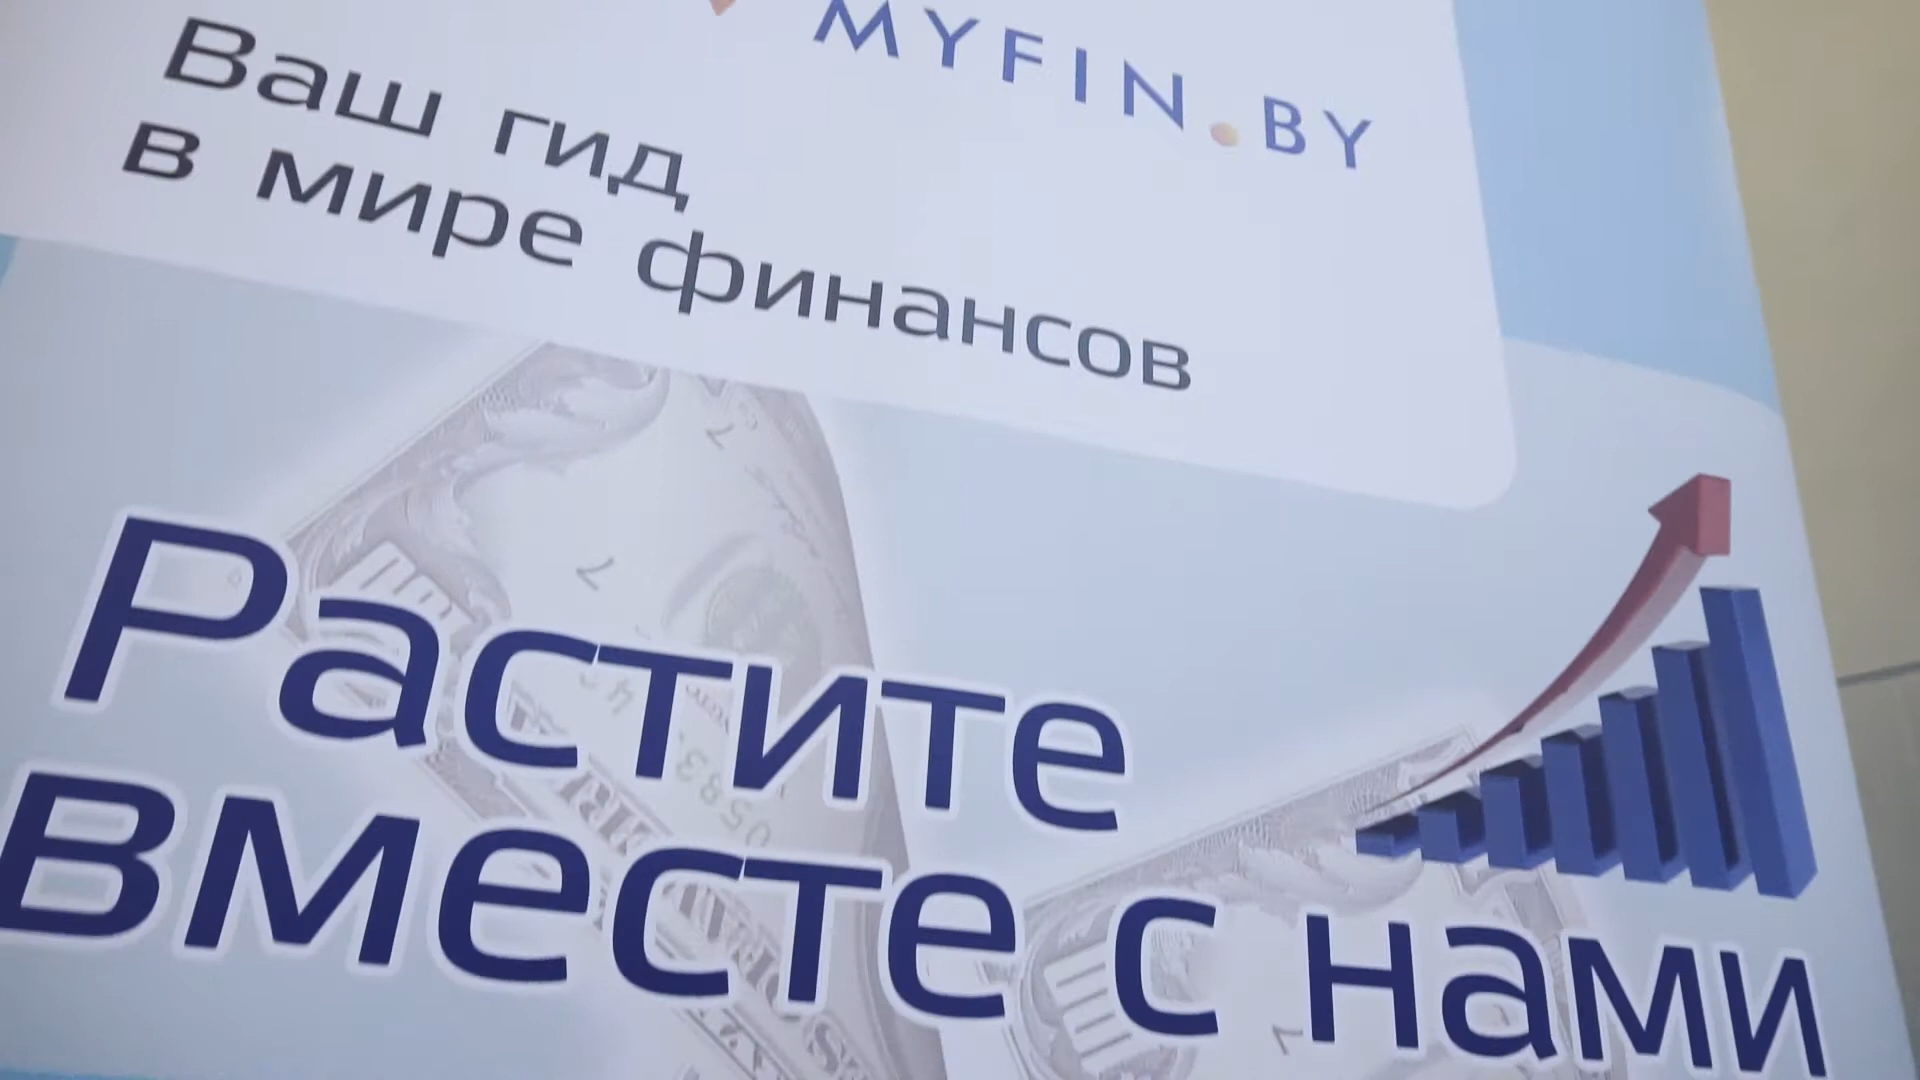 MYFIN.BY
Ваш гид
в мире финансов
Растите
вместе с нами